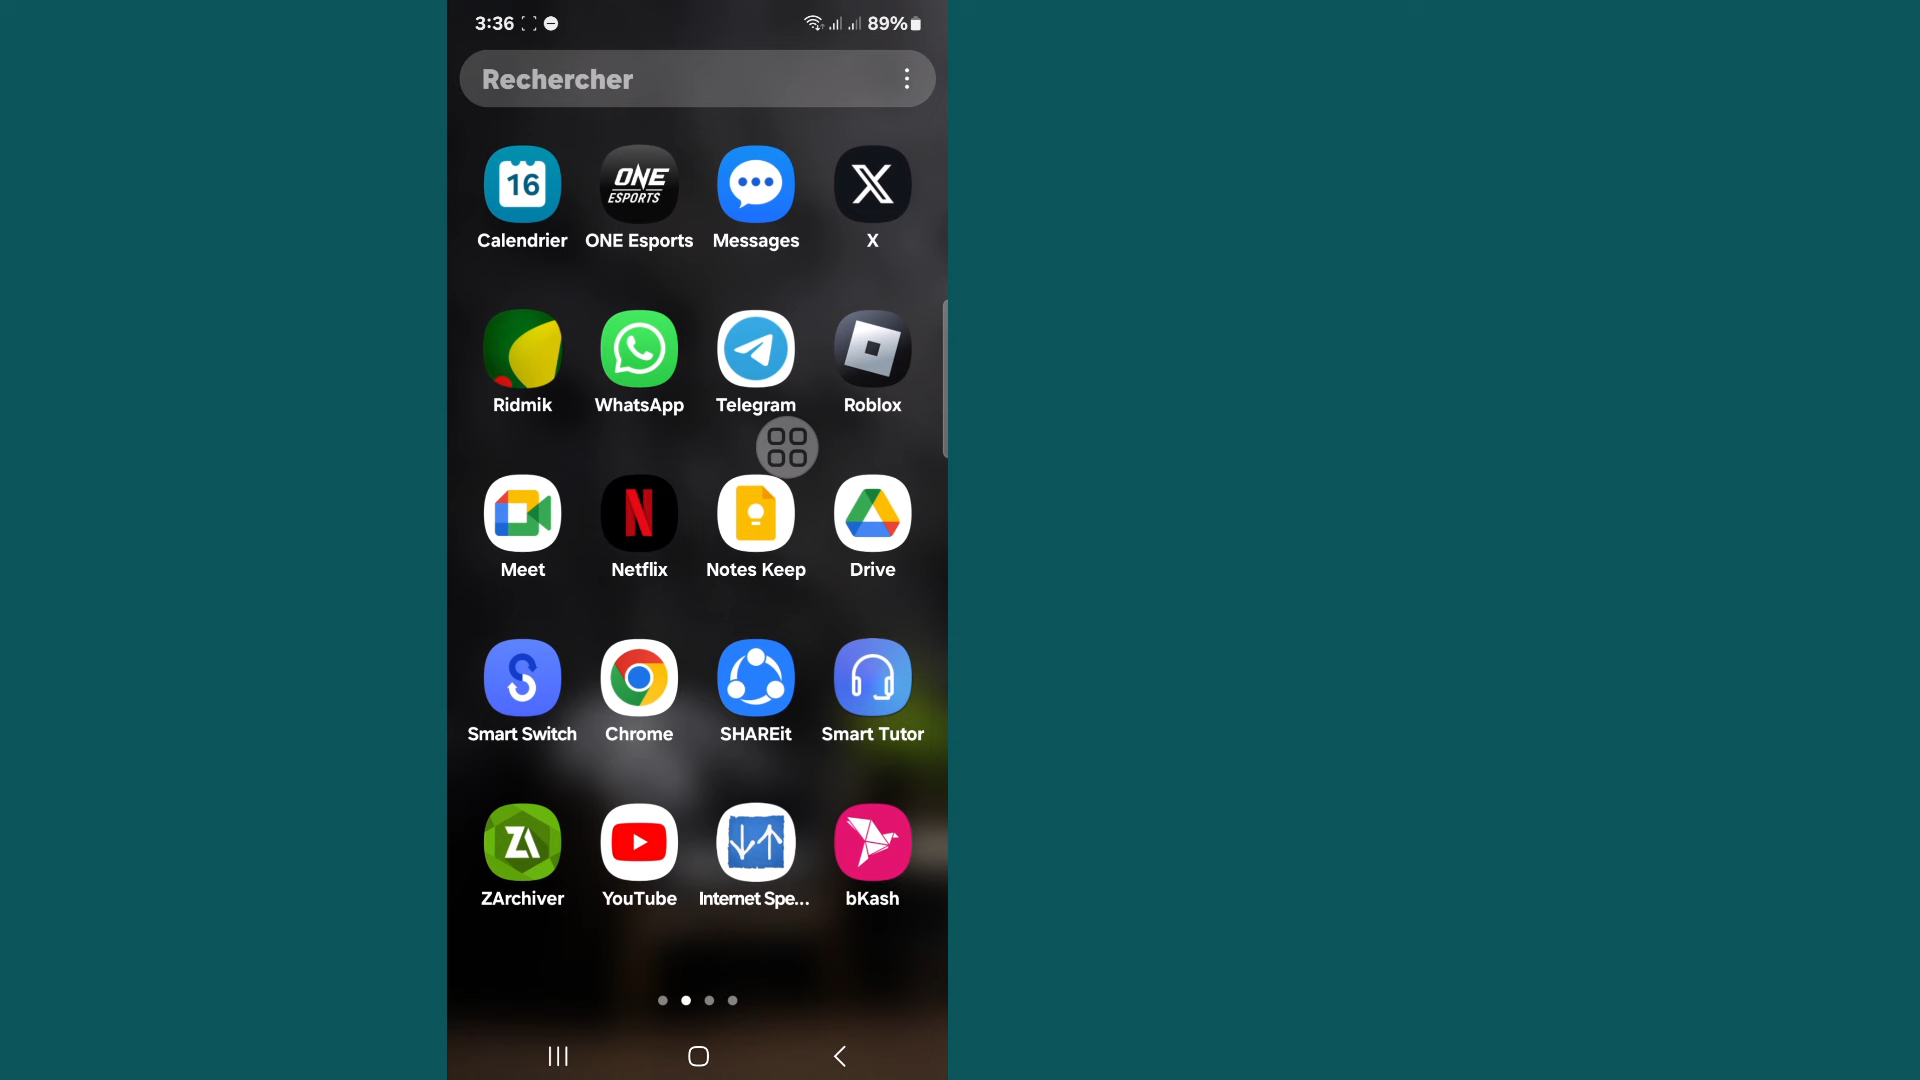 3:36
89%
Rechercher
16
ONE
ESPORTS
Calendrier
ONE Esports
Messages
X
Ridmik
WhatsApp
Telegram
Roblox
N
Meet
Netflix
Notes Keep
Drive
Smart Switch
Chrome
SHAREit
Smart Tutor
ZA
ZArchiver
YouTube
Internet Spe...
bKash